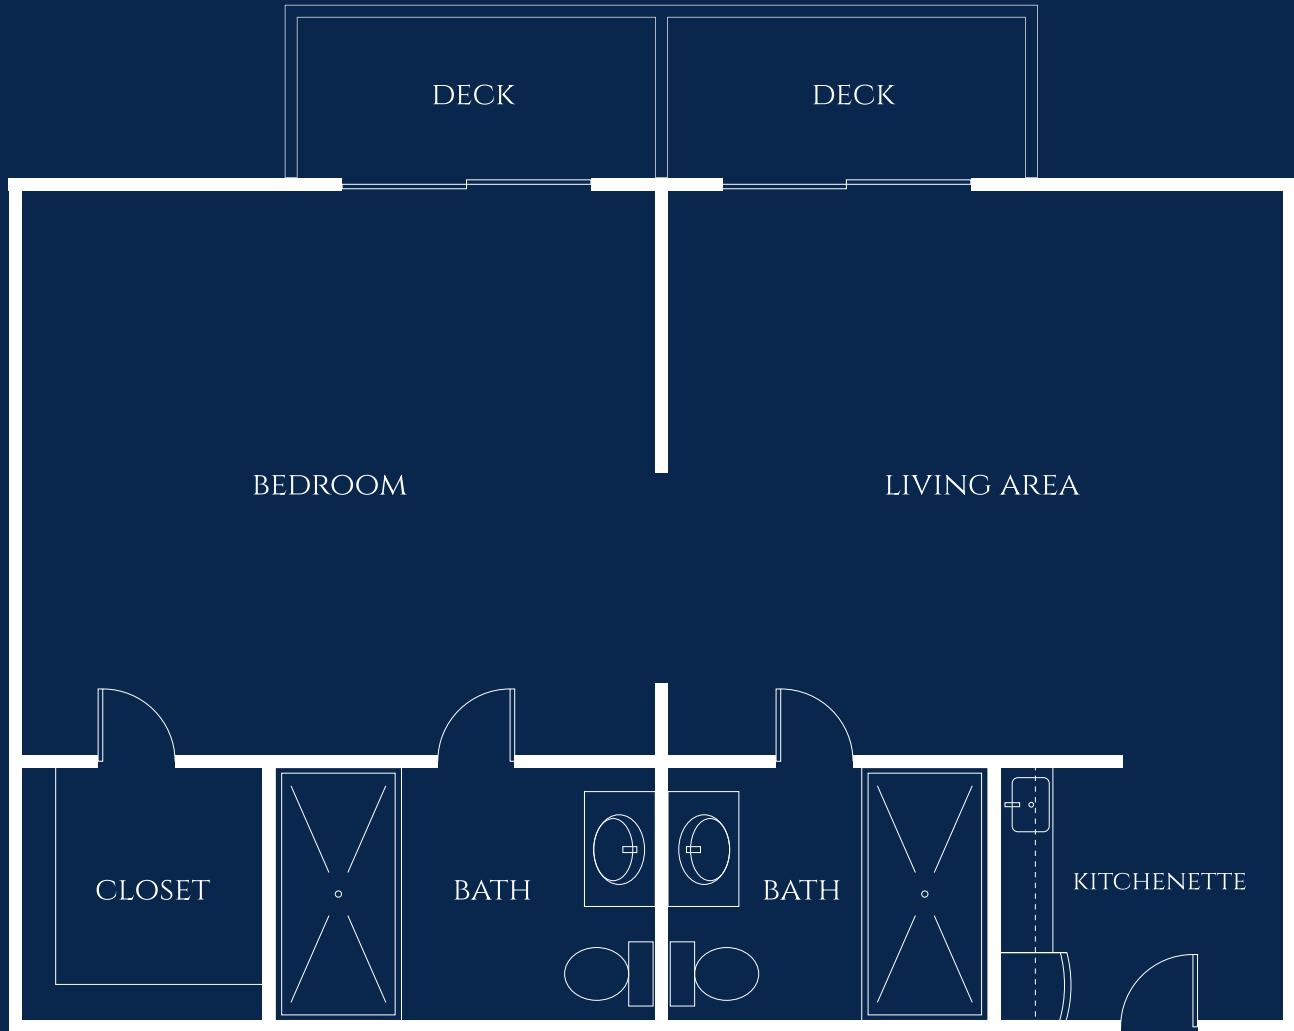 DECK
DECK
BEDROOM
LIVING AREA
CLOSET
BATH
BATH
KITCHENETTE